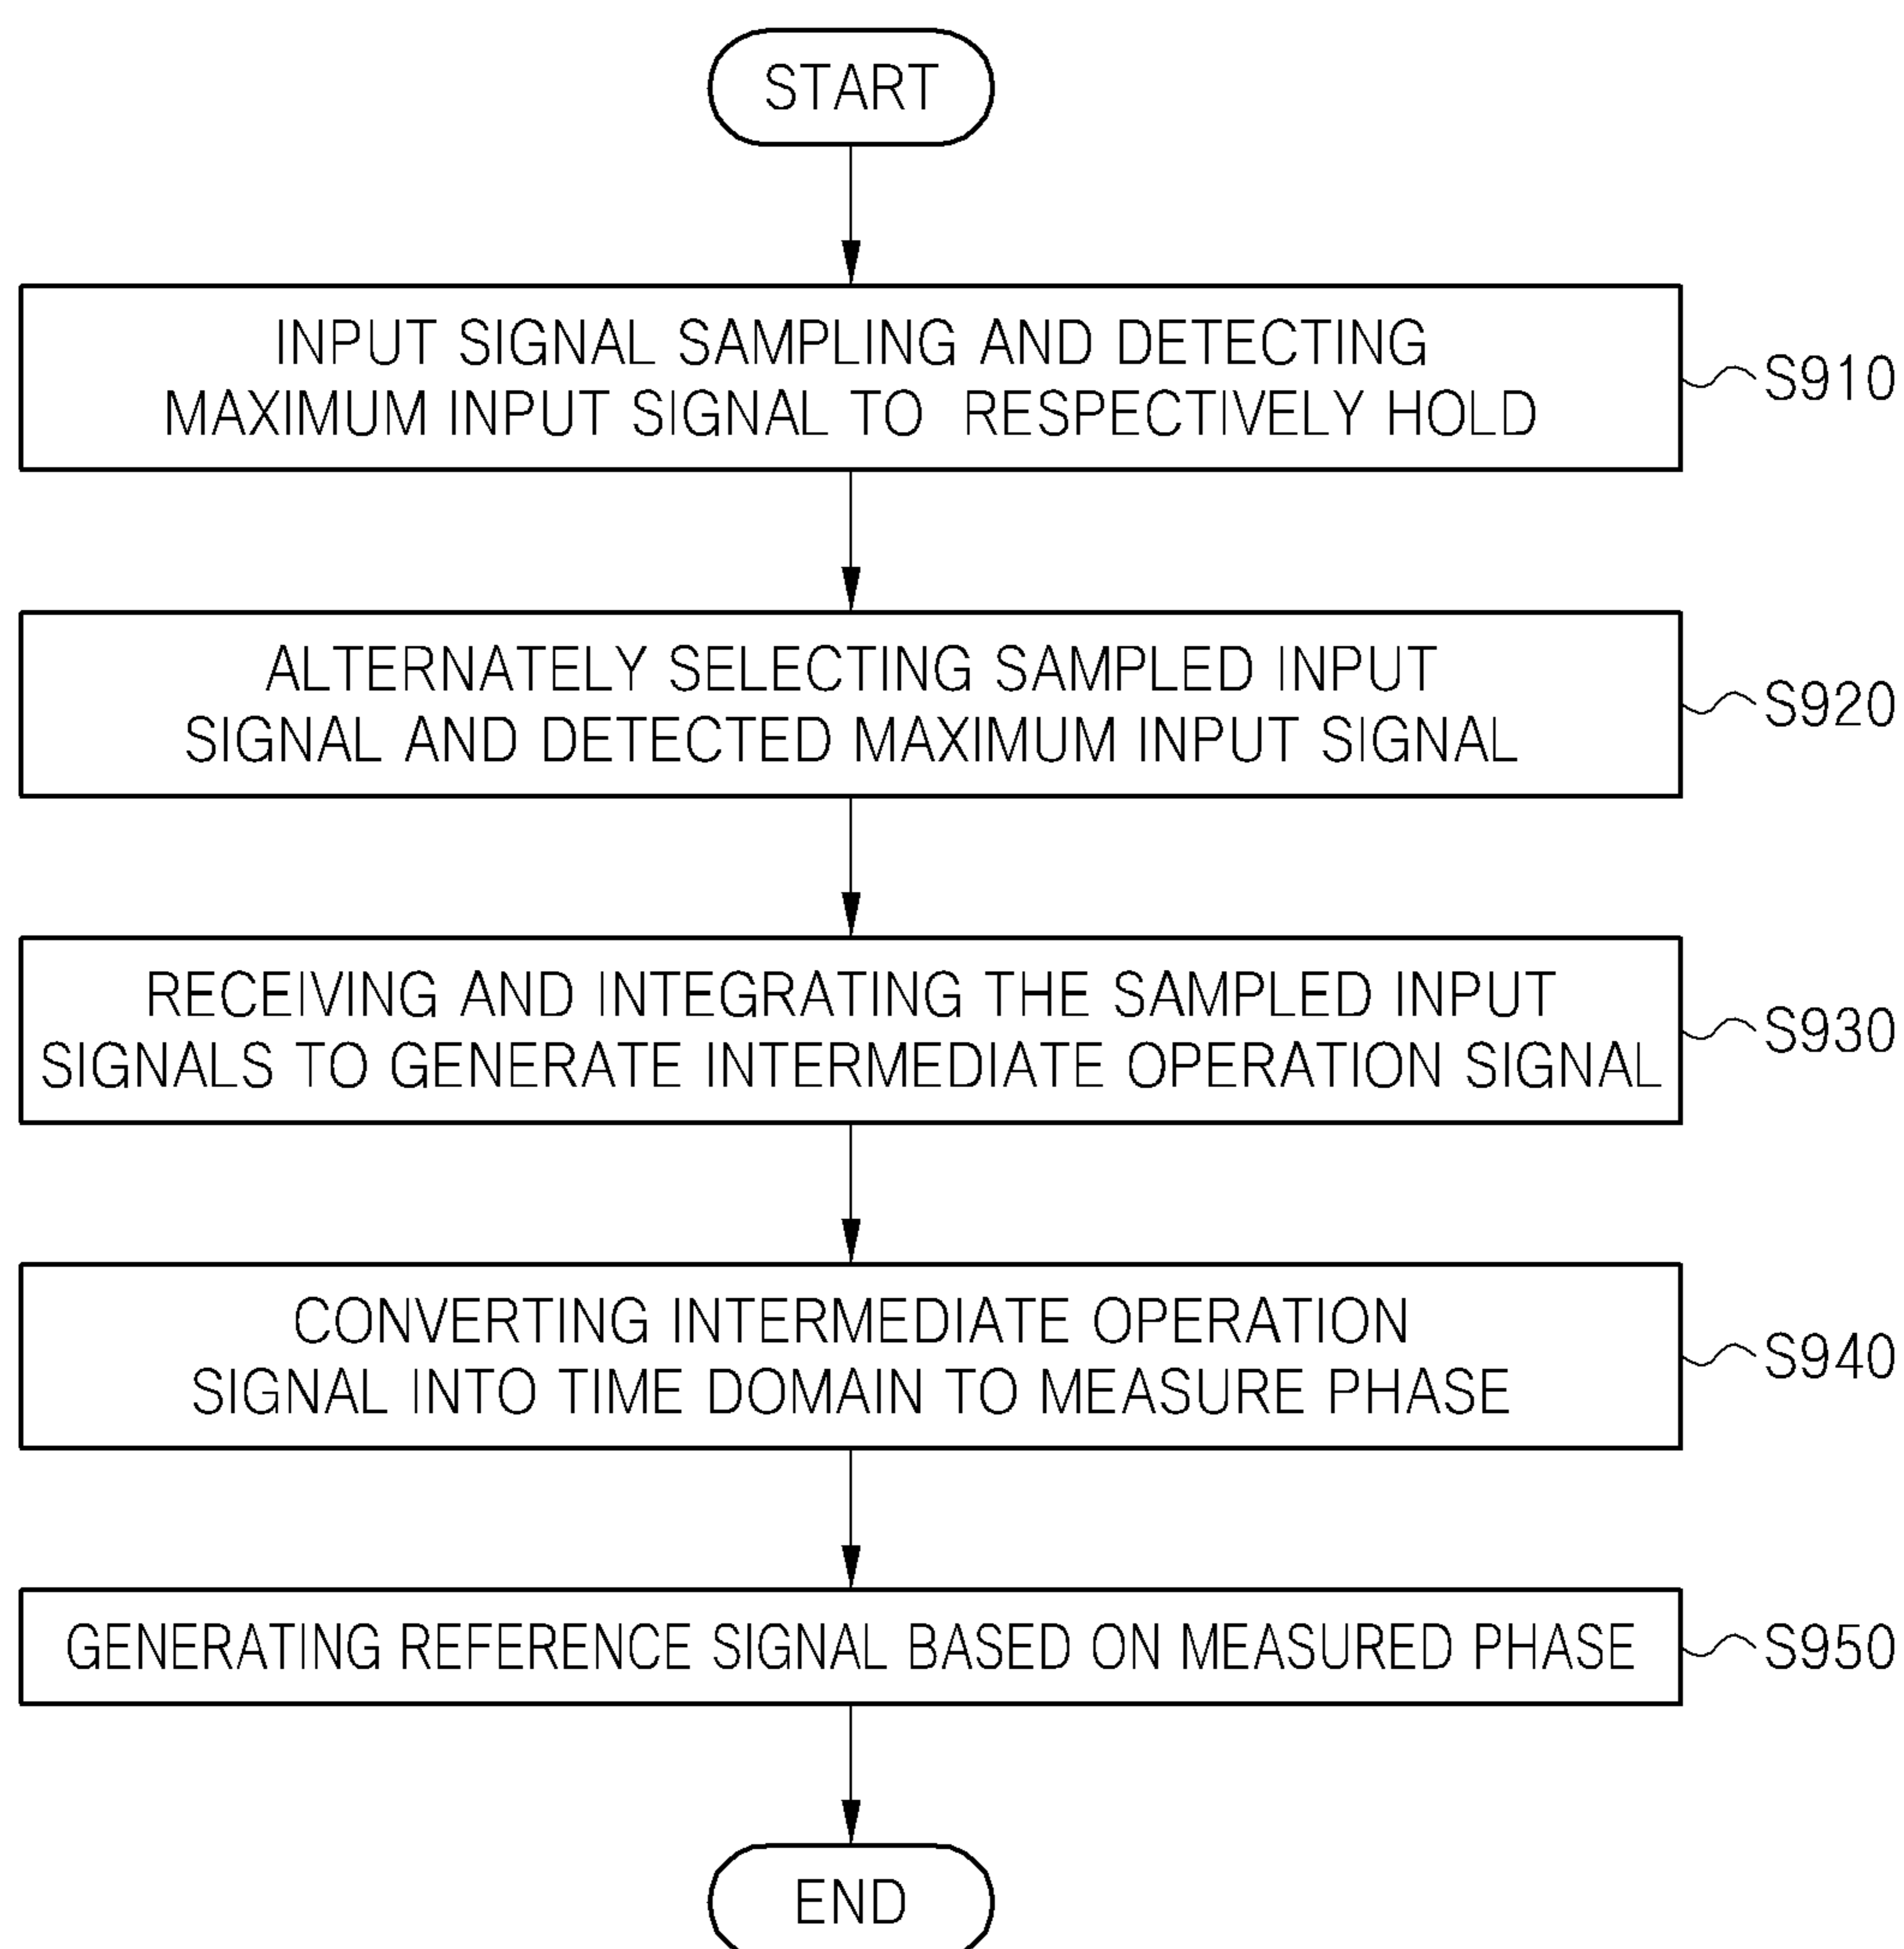 START
INPUT SIGNAL SAMPLING AND DETECTING
MAXIMUM INPUT SIGNAL TO RESPECTIVELY HOLD
S910
ALTERNATELY SELECTING SAMPLED INPUT
SIGNAL AND DETECTED MAXIMUM INPUT SIGNAL
S920
RECEIVING AND INTEGRATING THE SAMPLED INPUT
SIGNALS TO GENERATE INTERMEDIATE OPERATION SIGNAL
S930
CONVERTING INTERMEDIATE OPERATION
SIGNAL INTO TIME DOMAIN TO MEASURE PHASE
S940
GENERATING REFERENCE SIGNAL BASED ON MEASURED PHASE
S950
END